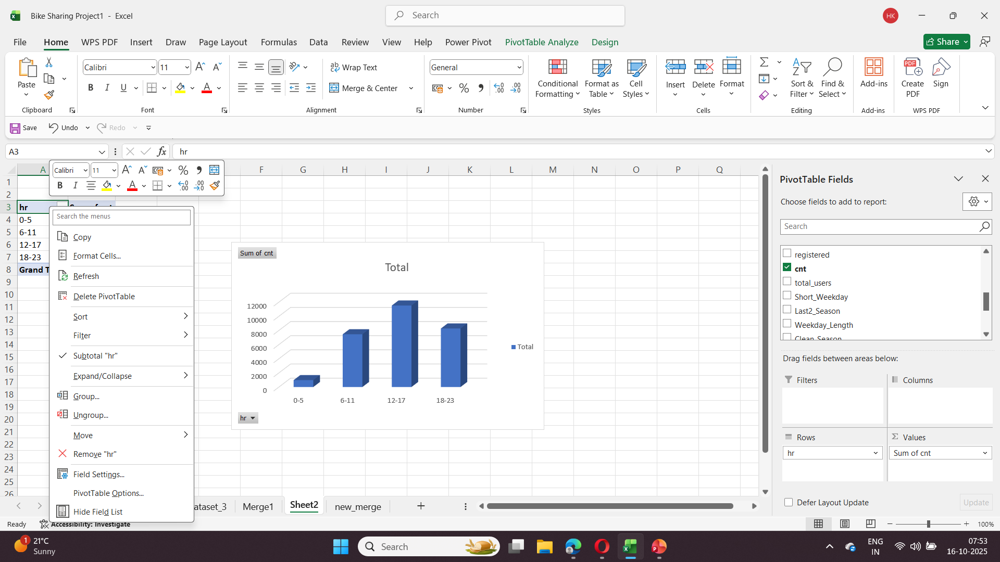 Bike Sharing Project1 - Excel
Search
HK
File Home WPS PDF Insert Draw Page Layout Formulas Data Review View Help Power Pivot PivotTable Analyze Design
Share
Paste
Clipboard
Calibri 11
B I U
Font
Wrap Text
Merge & Center
Alignment
General
Number
Conditional Formatting
Format as Table
Cell Styles
Styles
Insert
Delete
Format
Cells
Sort & Filter
Find & Select
Editing
Add-ins
Add-ins
Create PDF
Sign
WPS PDF
Save Undo Redo
A3
fx hr
Calibri 11
B I
A F G H I J K L M N O P Q
1
2
3 hr
4 0-5
5 6-11
6 12-17
7 18-23
8 Grand T
9
10
11
12
13
14
15
16
17
18
19
20
21
22
23
24
25
26
Search the menus
Copy
Format Cells...
Refresh
Delete PivotTable
Sort
Filter
Subtotal "hr"
Expand/Collapse
Group...
Ungroup...
Move
Remove "hr"
Field Settings...
PivotTable Options...
Hide Field List
Sum of cnt
Total
12000
10000
8000
6000
4000
2000
0
0-5 6-11 12-17 18-23
Total
hr
PivotTable Fields
Choose fields to add to report:
Search
registered
cnt
total_users
Short_Weekday
Last2_Season
Weekday_Length
Clean_Season
Drag fields between areas below:
Filters
Columns
Rows
hr
Values
Sum of cnt
Defer Layout Update
Update
ataset_3 Merge1 Sheet2 new_merge
Ready
Accessibility: Investigate
100%
1
21°C
Sunny
Search
ENG
IN
07:53
16-10-2025